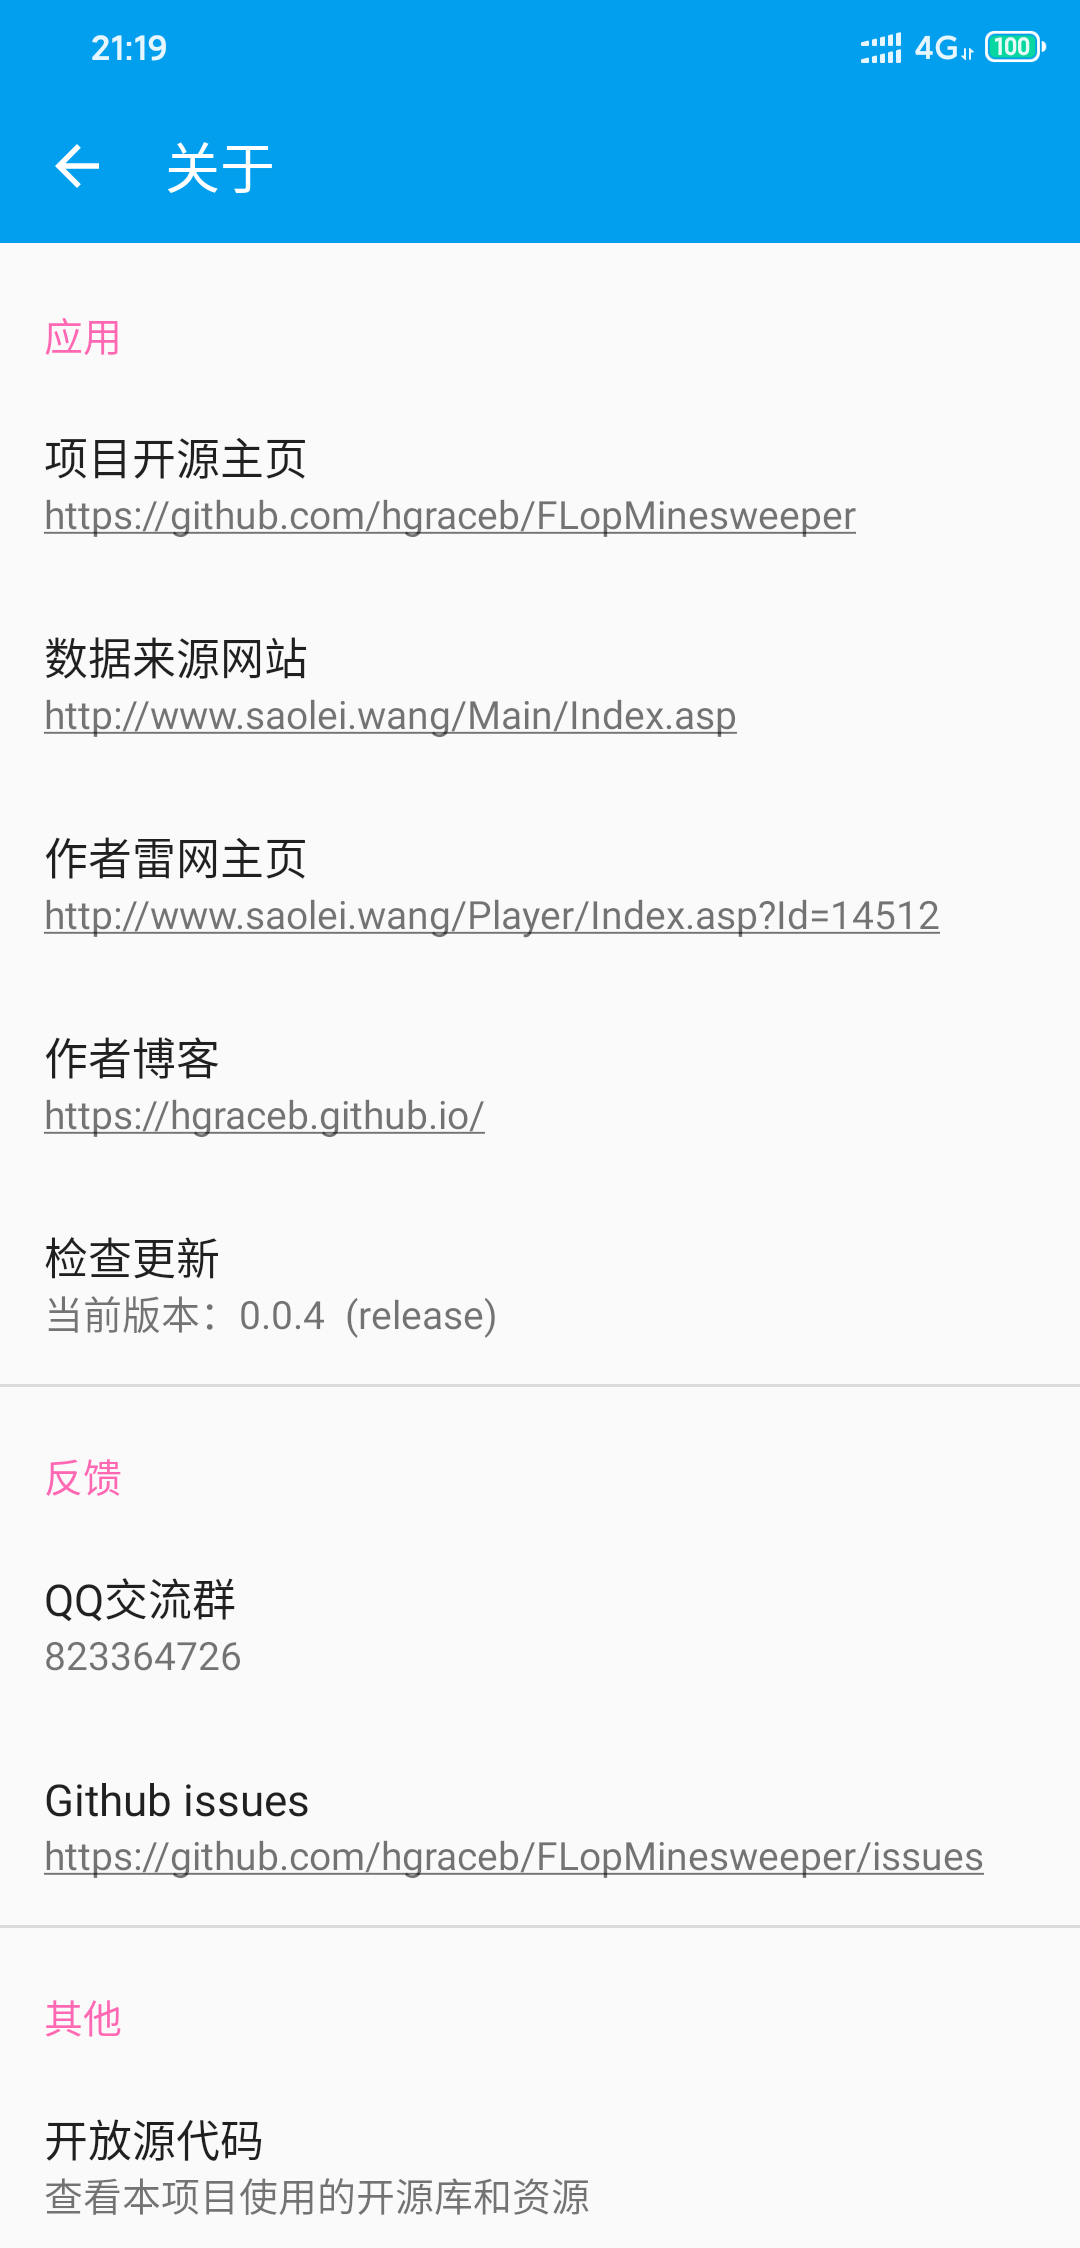 21:19
4G
100
关于
应用
项目开源主页
https://github.com/hgraceb/FLopMinesweeper
数据来源网站
http://www.saolei.wang/Main/Index.asp
作者雷网主页
http://www.saolei.wang/Player/Index.asp?Id=14512
作者博客
https://hgraceb.github.io/
检查更新
当前版本：0.0.4 (release)
反馈
QQ交流群
823364726
Github issues
https://github.com/hgraceb/FLopMinesweeper/issues
其他
开放源代码
查看本项目使用的开源库和资源